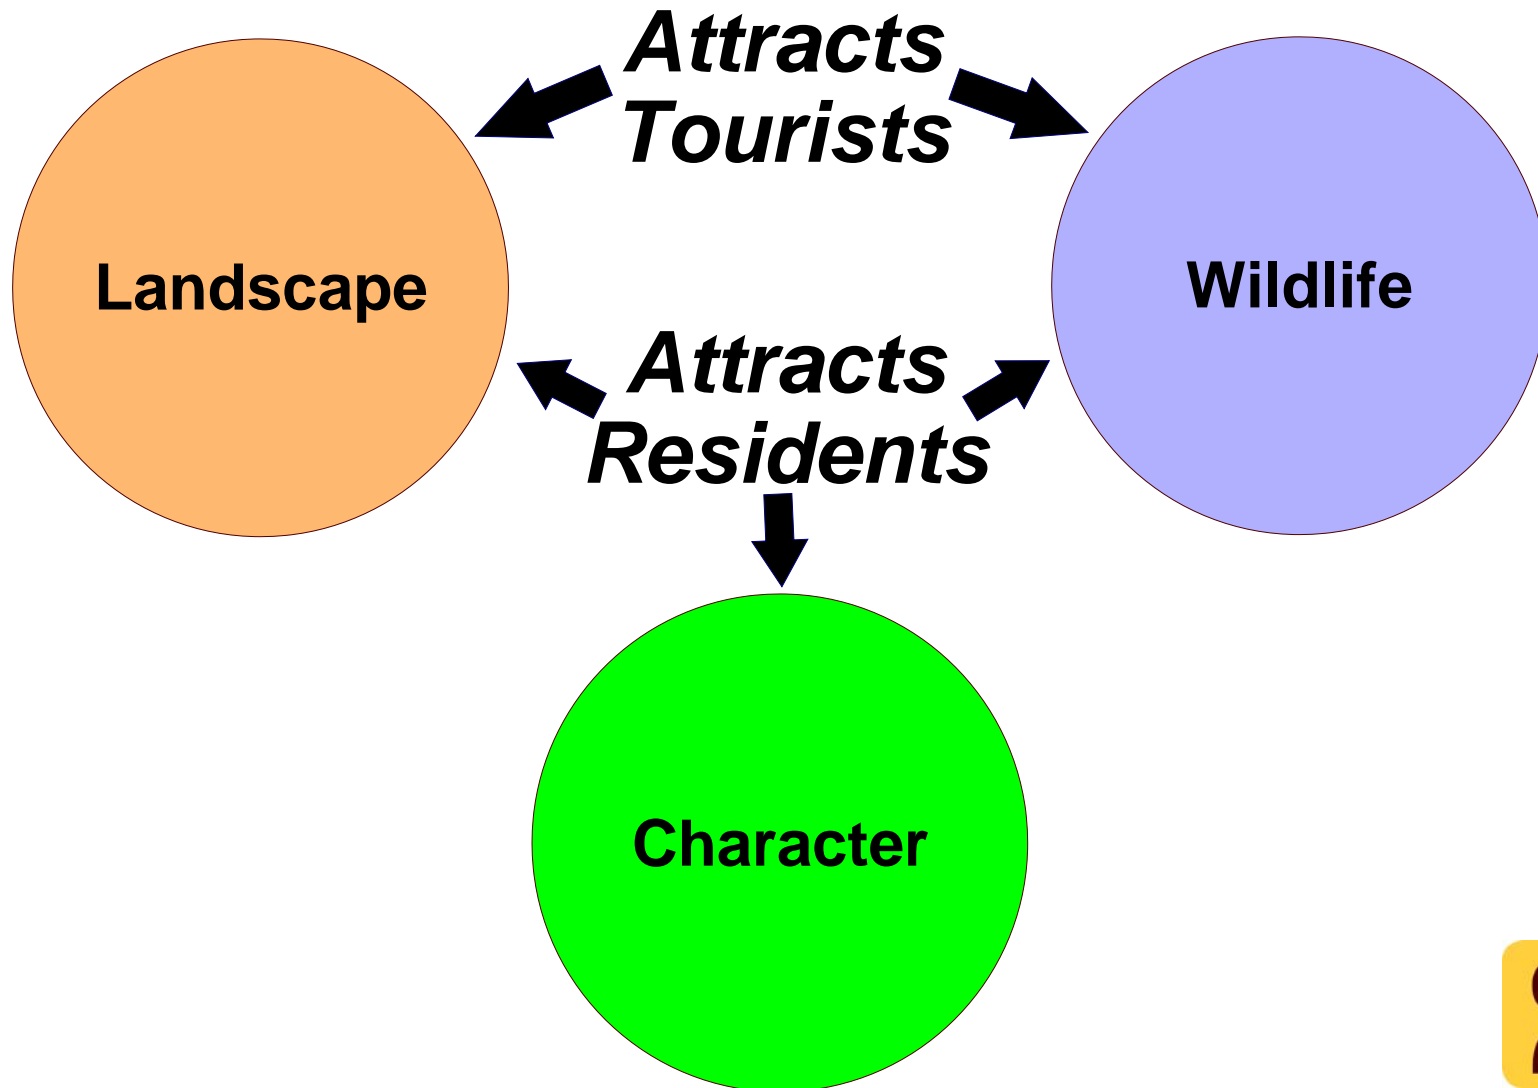 Attracts
Tourists
Landscape
Wildlife
Attracts
Residents
Character